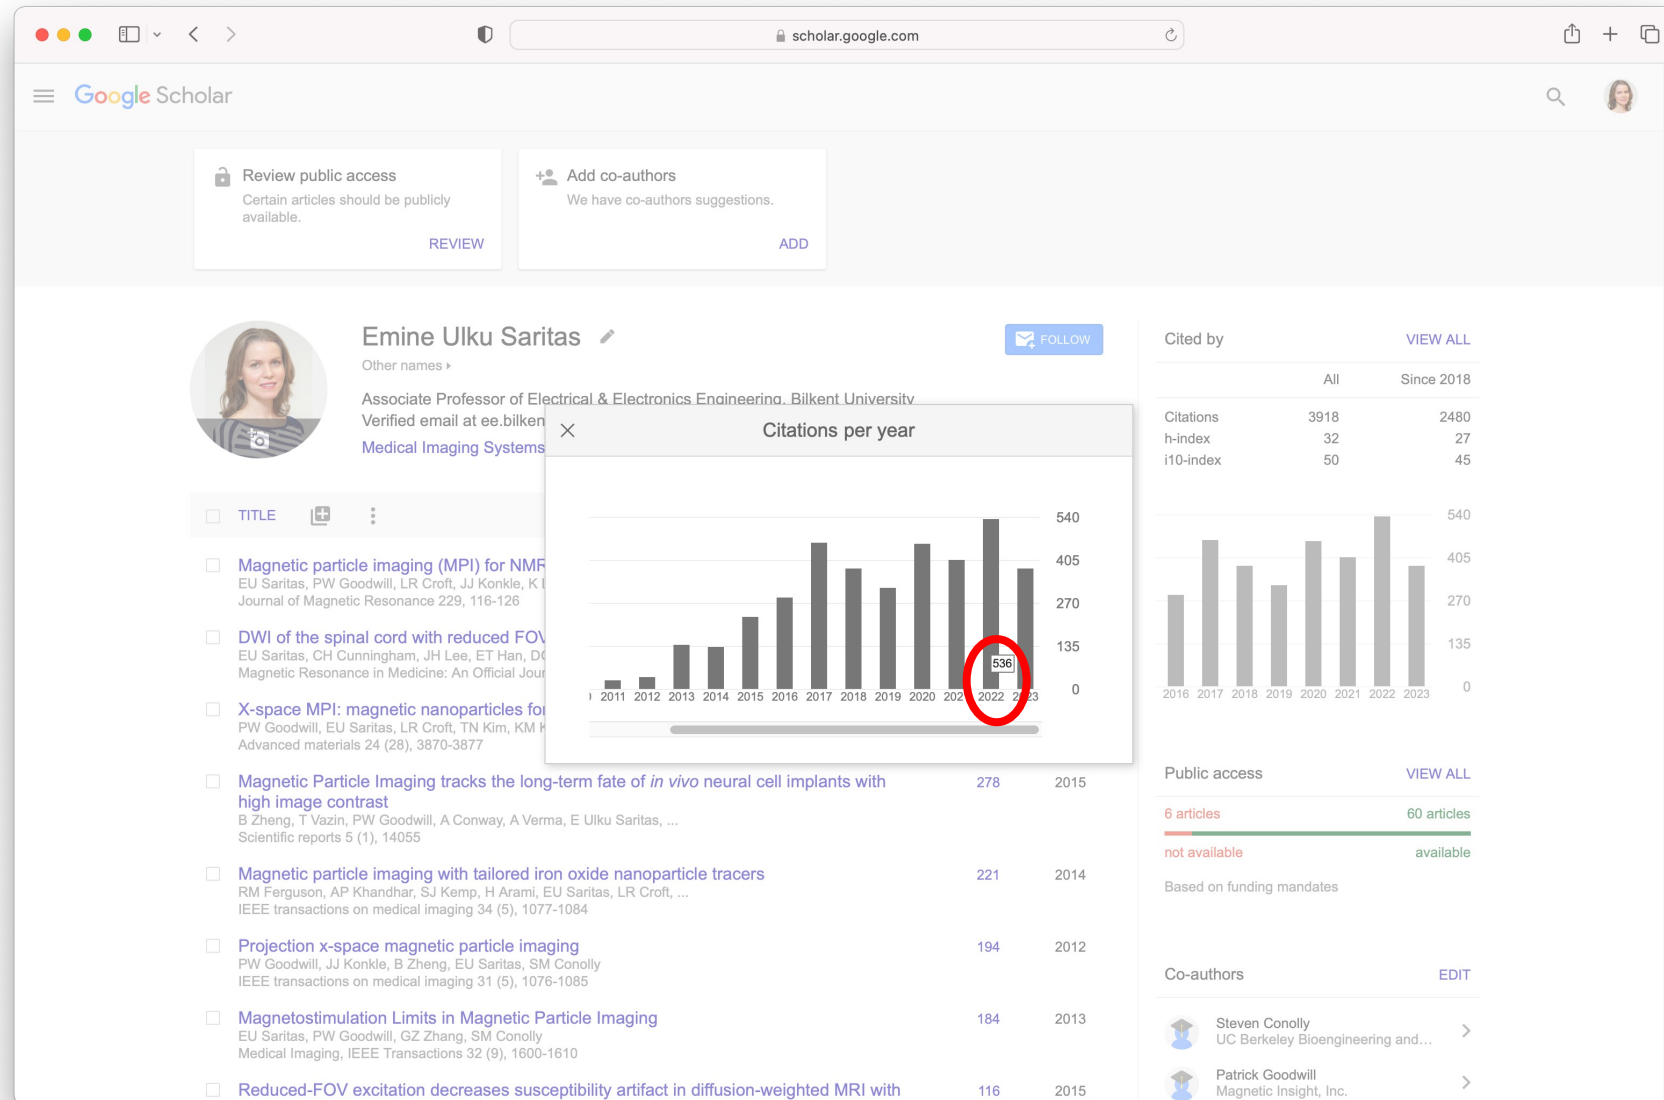 scholar.google.com
Google Scholar
Review public access
Certain articles should be publicly
available.
REVIEW
Add co-authors
We have co-authors suggestions.
ADD
Emine Ulku Saritas
Other names
Associate Professor of Electrical & Electronics Engineering, Bilkent University
Verified email at ee.bilken
Medical Imaging Systems
FOLLOW
TITLE
Magnetic particle imaging (MPI) for NMR
EU Saritas, PW Goodwill, LR Croft, JJ Konkle, K
Journal of Magnetic Resonance 229, 116-126
DWI of the spinal cord with reduced FOV
EU Saritas, CH Cunningham, JH Lee, ET Han, D
Magnetic Resonance in Medicine: An Official Jour
X-space MPI: magnetic nanoparticles fo
PW Goodwill, EU Saritas, LR Croft, TN Kim, KM
Advanced materials 24 (28), 3870-3877
Magnetic Particle Imaging tracks the long-term fate of in vivo neural cell implants with 278 2015
high image contrast
B Zheng, T Vazin, PW Goodwill, A Conway, A Verma, E Ulku Saritas, ...
Scientific reports 5 (1), 14055
Magnetic particle imaging with tailored iron oxide nanoparticle tracers 221 2014
RM Ferguson, AP Khandhar, SJ Kemp, H Arami, EU Saritas, LR Croft, ...
IEEE transactions on medical imaging 34 (5), 1077-1084
Projection x-space magnetic particle imaging 194 2012
PW Goodwill, JJ Konkle, B Zheng, EU Saritas, SM Conolly
IEEE transactions on medical imaging 31 (5), 1076-1085
Magnetostimulation Limits in Magnetic Particle Imaging 184 2013
EU Saritas, PW Goodwill, GZ Zhang, SM Conolly
Medical Imaging, IEEE Transactions 32 (9), 1600-1610
Reduced-FOV excitation decreases susceptibility artifact in diffusion-weighted MRI with 116 2015
Citations per year
540
405
270
135
0
536
2011 2012 2013 2014 2015 2016 2017 2018 2019 2020 202 2022 2023
Cited by VIEW ALL
All Since 2018
Citations 3918 2480
h-index 32 27
i10-index 50 45
540
405
270
135
0
2016 2017 2018 2019 2020 2021 2022 2023
Public access VIEW ALL
6 articles 60 articles
not available available
Based on funding mandates
Co-authors EDIT
Steven Conolly
UC Berkeley Bioengineering and...
Patrick Goodwill
Magnetic Insight, Inc.